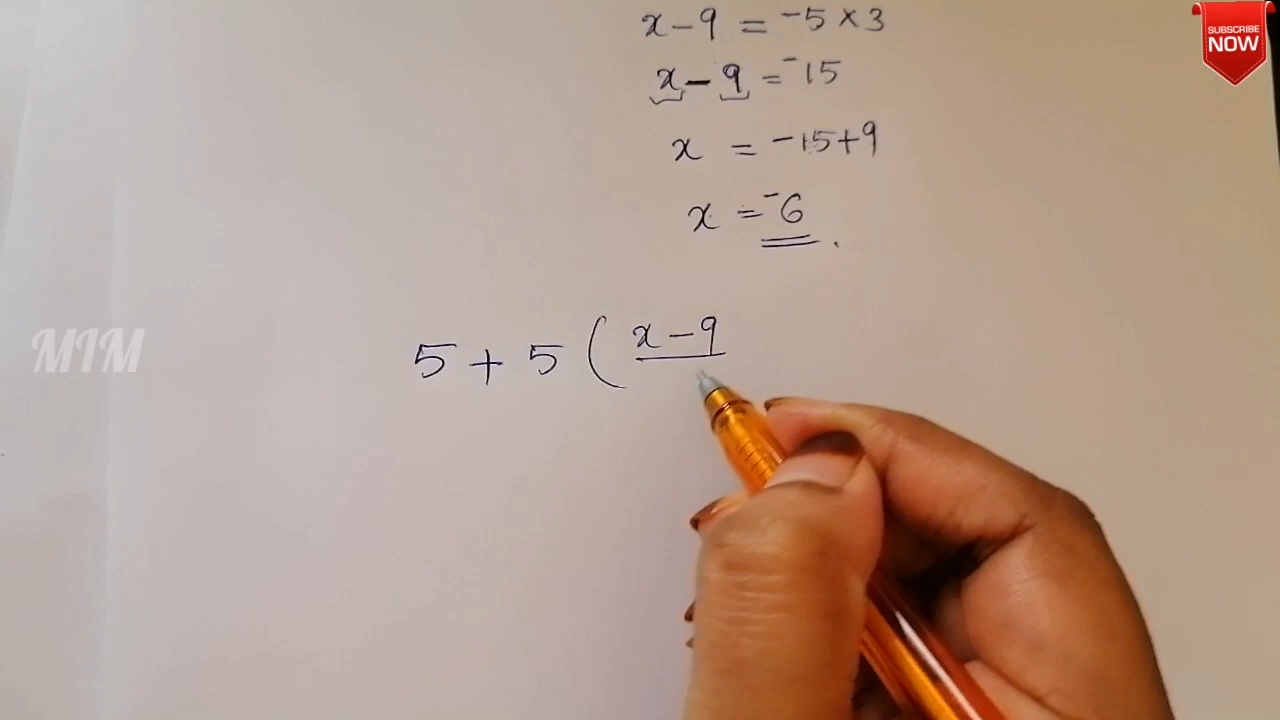 x-9 = -5×3
SUBSCRIBE
NOW
x-9 = -15
x = -15+9
x = -6.
MIM
5+5(x-9